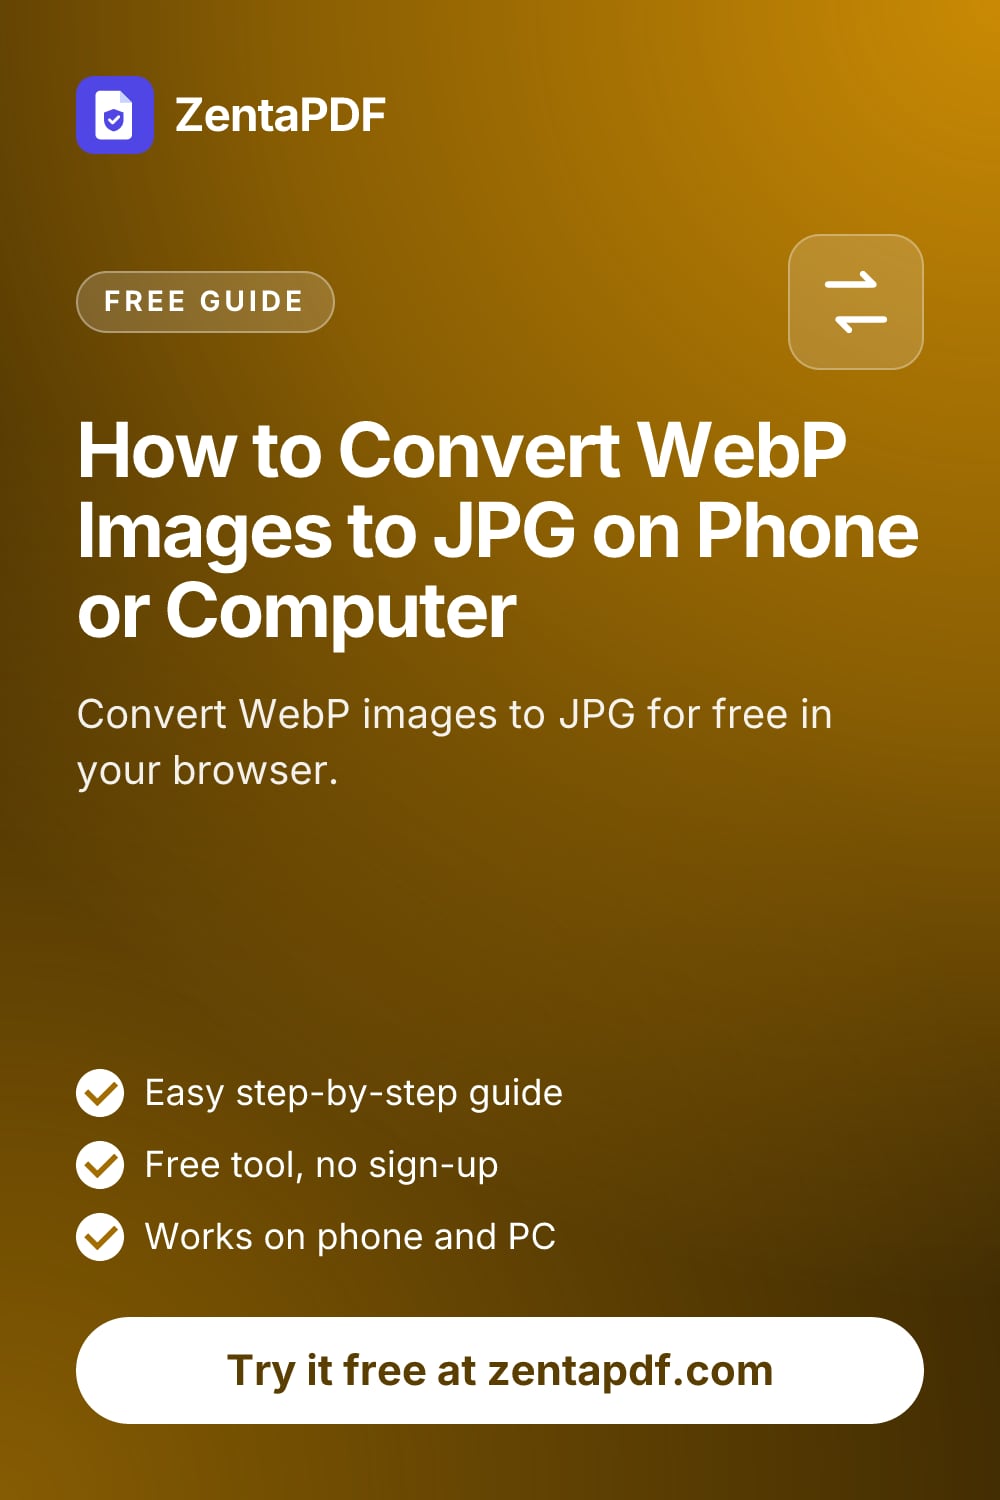 ZentaPDF
FREE GUIDE
How to Convert WebP
Images to JPG on Phone
or Computer
Convert WebP images to JPG for free in
your browser.
Easy step-by-step guide
Free tool, no sign-up
Works on phone and PC
Try it free at zentapdf.com